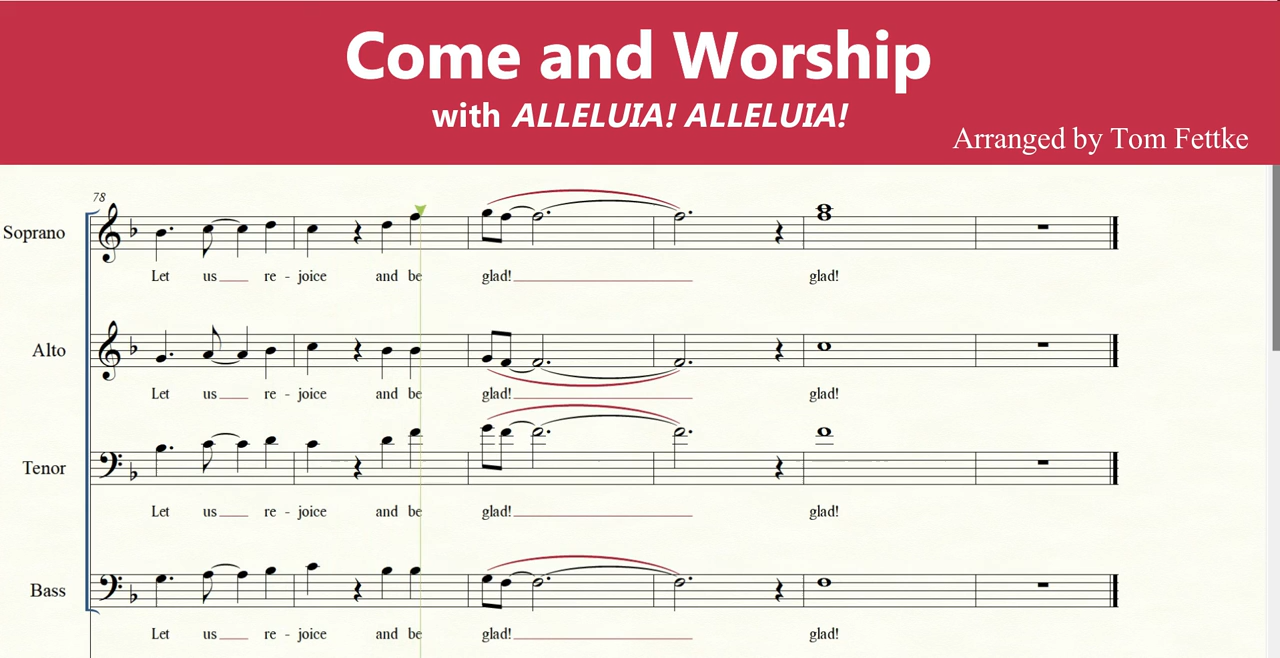 Come and Worship
with ALLELUIA! ALLELUIA!
Arranged by Tom Fettke
78
Soprano
Let us re - joice and be glad! glad!
Alto
Let us re - joice and be glad! glad!
Tenor
Let us re - joice and be glad! glad!
Bass
Let us re - joice and be glad! glad!